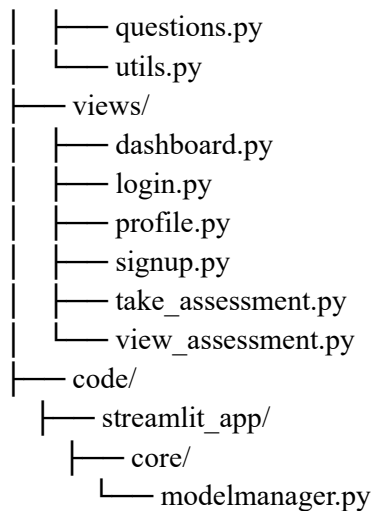 │   ├── questions.py
│   └── utils.py
├── views/
│   ├── dashboard.py
│   ├── login.py
│   ├── profile.py
│   ├── signup.py
│   ├── take_assessment.py
│   └── view_assessment.py
├── code/
  ├── streamlit_app/
    ├── core/
      └── modelmanager.py